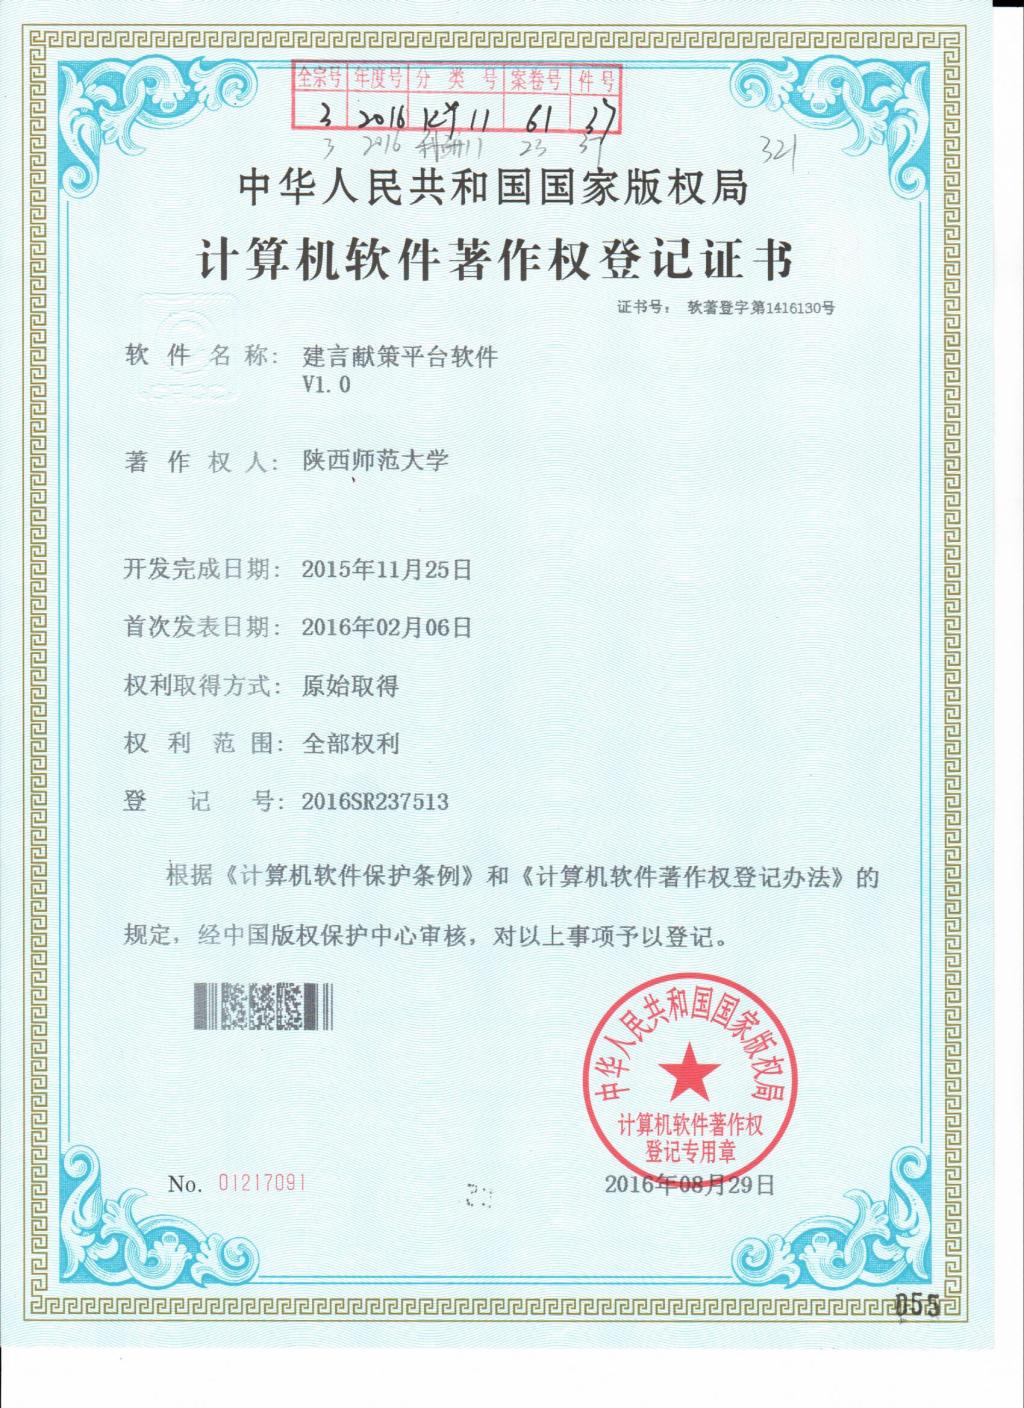 全宗号 年度号 分类号 案卷号 件号
3 2016 11 61 37
3 2016 科研11 23 37 321
中华人民共和国国家版权局
计算机软件著作权登记证书
证书号： 软著登字第1416130号
软件名称： 建言献策平台软件
V1.0
著作权人： 陕西师范大学
开发完成日期： 2015年11月25日
首次发表日期： 2016年02月06日
权利取得方式： 原始取得
权利范围： 全部权利
登记号： 2016SR237513
根据《计算机软件保护条例》和《计算机软件著作权登记办法》的
规定，经中国版权保护中心审核，对以上事项予以登记。
中华人民共和国国家版权局
计算机软件著作权
登记专用章
No. 01217091
2016年08月29日
055